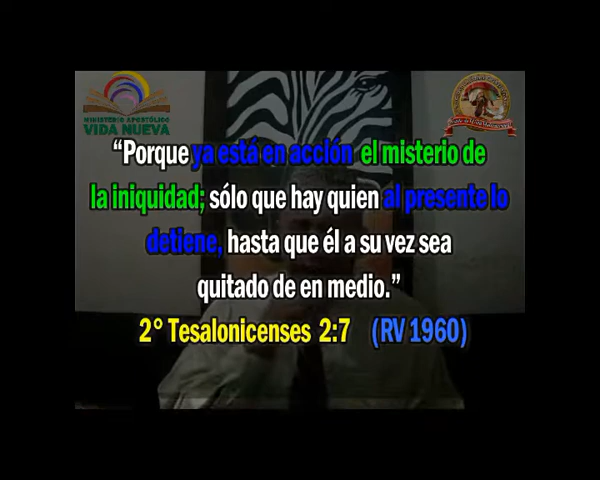 MINISTERIO APOSTÓLICO
VIDA NUEVA
“Porque ya está en acción el misterio de
la iniquidad; sólo que hay quien al presente lo
detiene, hasta que él a su vez sea
quitado de en medio.”
2° Tesalonicenses 2:7 (RV 1960)